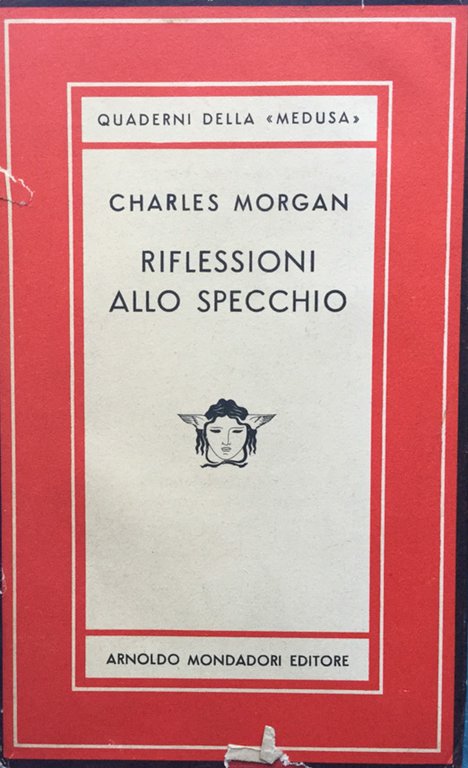 QUADERNI DELLA «MEDUSA»
CHARLES MORGAN
RIFLESSIONI
ALLO SPECCHIO
ARNOLDO MONDADORI EDITORE